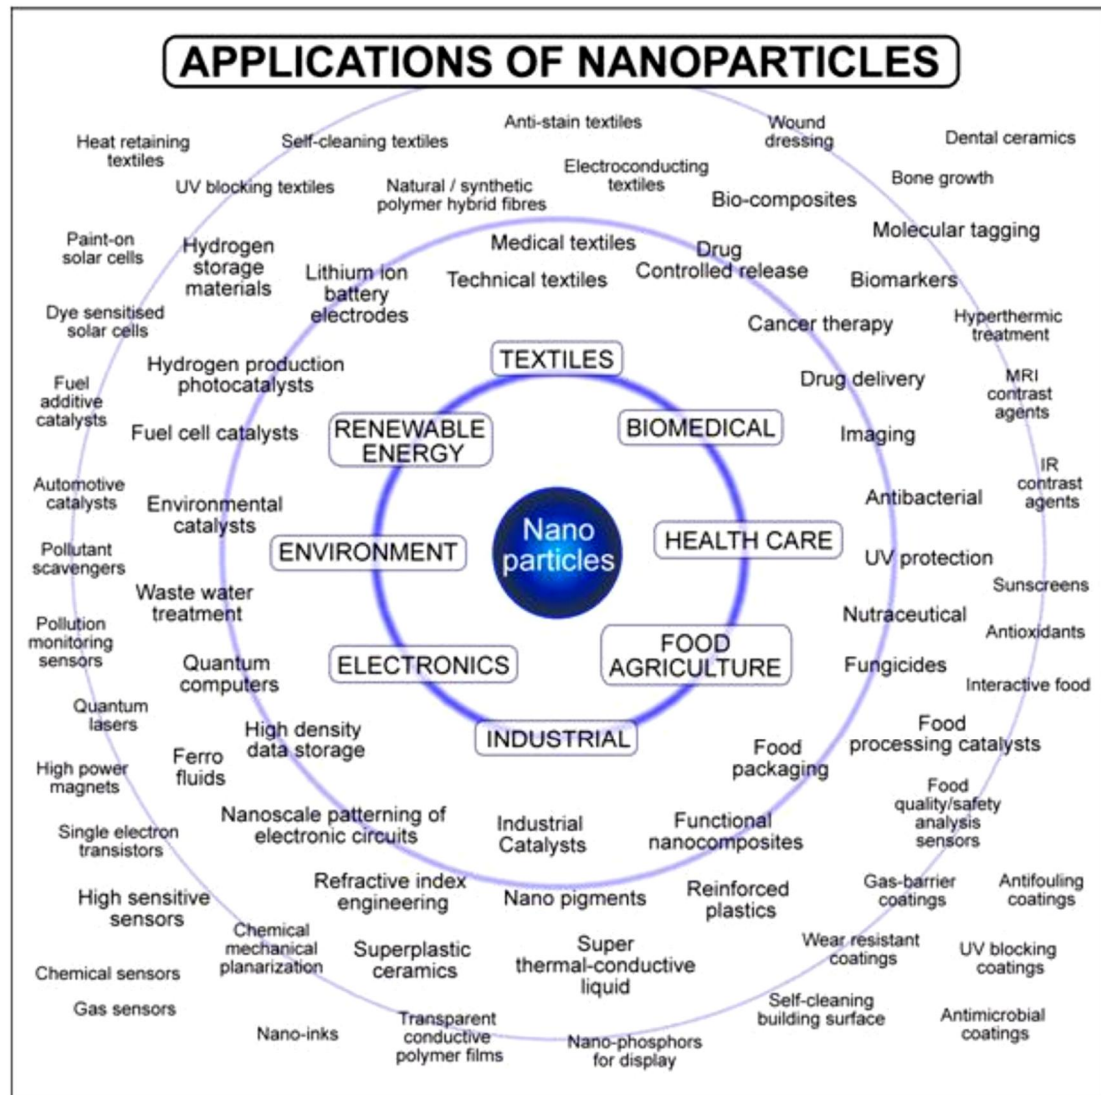 APPLICATIONS OF NANOPARTICLES
Heat retaining
textiles
Self-cleaning textiles
Anti-stain textiles
Wound
dressing
Dental ceramics
UV blocking textiles
Natural / synthetic
polymer hybrid fibres
Electroconducting
textiles
Bio-composites
Bone growth
Molecular tagging
Paint-on
solar cells
Hydrogen
storage
materials
Lithium ion
battery
electrodes
Medical textiles
Technical textiles
Drug
Controlled release
Biomarkers
Dye sensitised
solar cells
Cancer therapy
Hyperthermic
treatment
Hydrogen production
photocatalysts
TEXTILES
Drug delivery
MRI
contrast
agents
Fuel
additive
catalysts
Fuel cell catalysts
RENEWABLE
ENERGY
BIOMEDICAL
Imaging
IR
contrast
agents
Automotive
catalysts
Environmental
catalysts
Nano
particles
Antibacterial
Pollutant
scavengers
ENVIRONMENT
HEALTH CARE
UV protection
Sunscreens
Waste water
treatment
Nutraceutical
Antioxidants
Pollution
monitoring
sensors
Quantum
computers
ELECTRONICS
FOOD
AGRICULTURE
Fungicides
Interactive food
Quantum
lasers
High density
data storage
INDUSTRIAL
Food
packaging
Food
processing catalysts
High power
magnets
Ferro
fluids
Food
quality/safety
analysis
sensors
Single electron
transistors
Nanoscale patterning of
electronic circuits
Industrial
Catalysts
Functional
nanocomposites
High sensitive
sensors
Refractive index
engineering
Nano pigments
Reinforced
plastics
Gas-barrier
coatings
Antifouling
coatings
Chemical
mechanical
planarization
Superplastic
ceramics
Super
thermal-conductive
liquid
Wear resistant
coatings
UV blocking
coatings
Chemical sensors
Gas sensors
Nano-inks
Transparent
conductive
polymer films
Nano-phosphors
for display
Self-cleaning
building surface
Antimicrobial
coatings